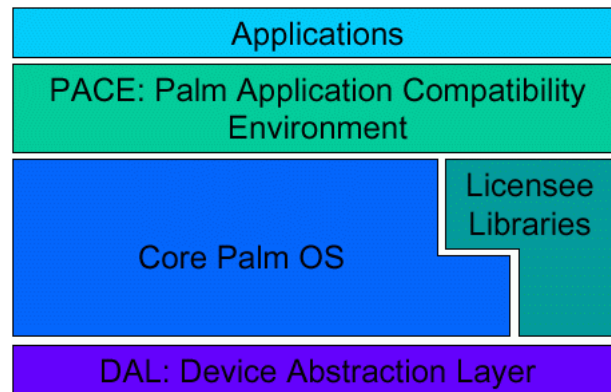 Applications
PACE: Palm Application Compatibility
Environment
Licensee
Libraries
Core Palm OS
DAL: Device Abstraction Layer